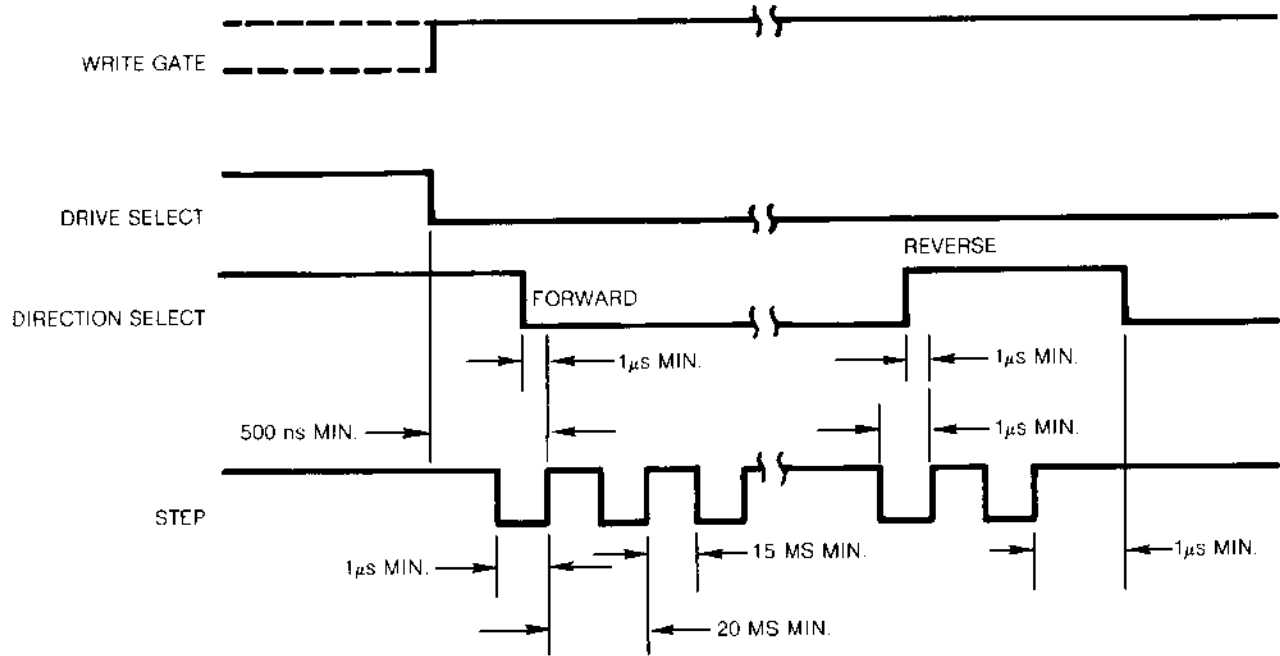 WRITE GATE
DRIVE SELECT
REVERSE
FORWARD
DIRECTION SELECT
1μs MIN.
1μs MIN.
500 ns MIN.
1μs MIN.
STEP
15 MS MIN.
1μs MIN.
1μs MIN.
20 MS MIN.